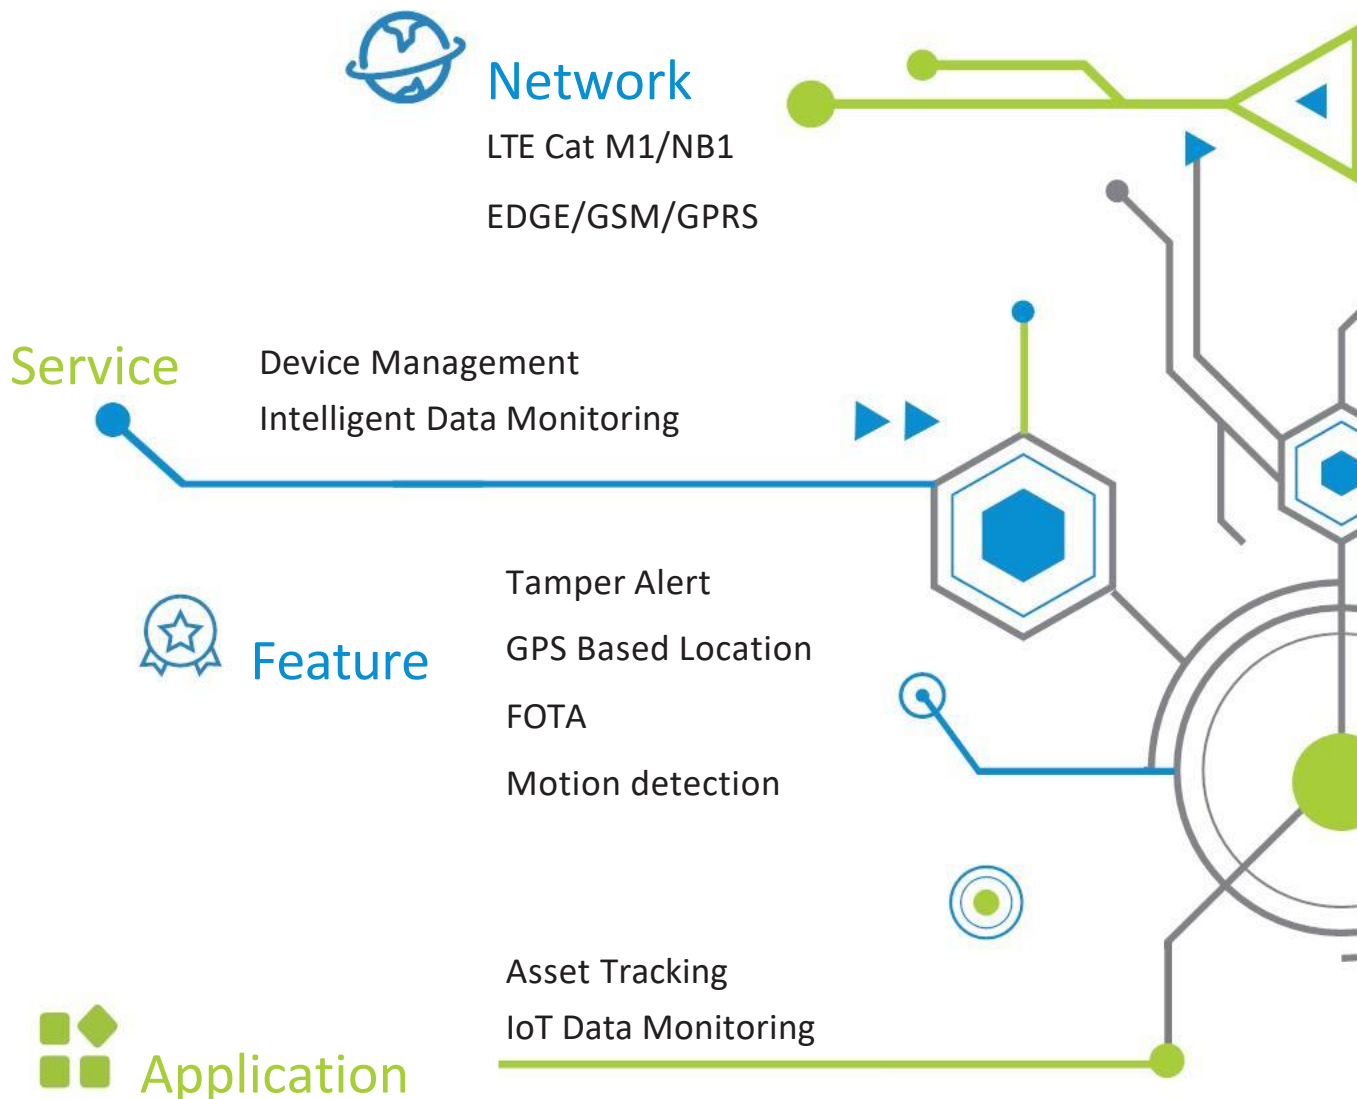 Network
LTE Cat M1/NB1
EDGE/GSM/GPRS
Service
Device Management
Intelligent Data Monitoring
Feature
Tamper Alert
GPS Based Location
FOTA
Motion detection
Application
Asset Tracking
IoT Data Monitoring